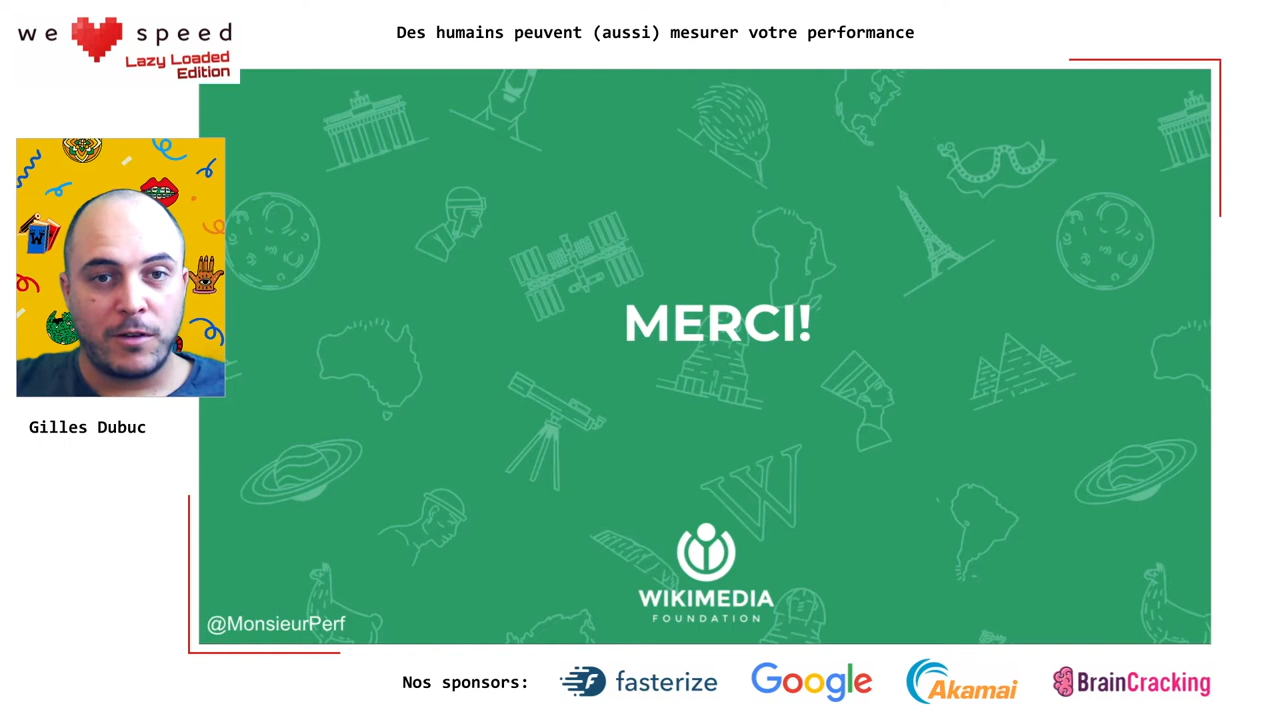 we speed
Lazy Loaded
Edition
Des humains peuvent (aussi) mesurer votre performance
W
Gilles Dubuc
MERCI!
W
WIKIMEDIA
FOUNDATION
@MonsieurPerf
Nos sponsors:
F fasterize
Google
Akamai
BrainCracking